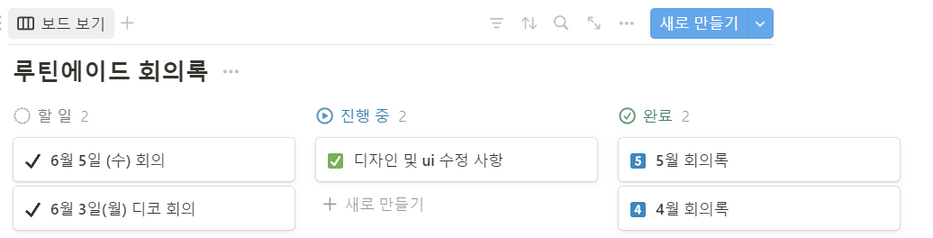 보드 보기
새로 만들기
루틴에이드 회의록
할 일 2
진행 중 2
완료 2
6월 5일 (수) 회의
디자인 및 ui 수정 사항
5 5월 회의록
6월 3일(월) 디코 회의
새로 만들기
4 4월 회의록